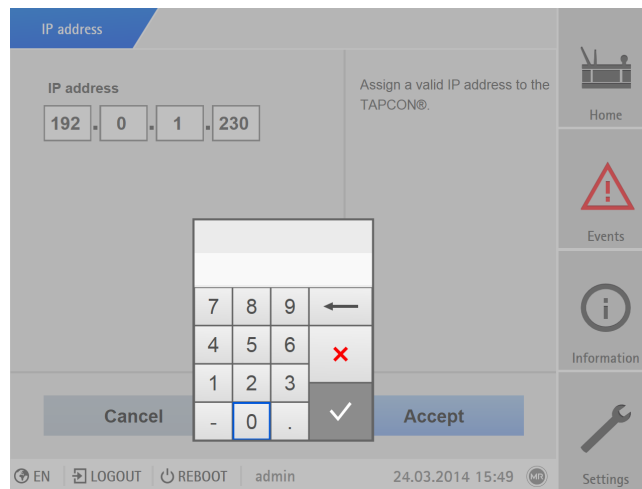 IP address
IP address
192 . 0 . 1 . 230
Assign a valid IP address to the
TAPCON®.
7 8 9
4 5 6
1 2 3
- 0 .
Cancel
Accept
EN LOGOUT REBOOT admin 24.03.2014 15:49 MR
Home
Events
Information
Settings